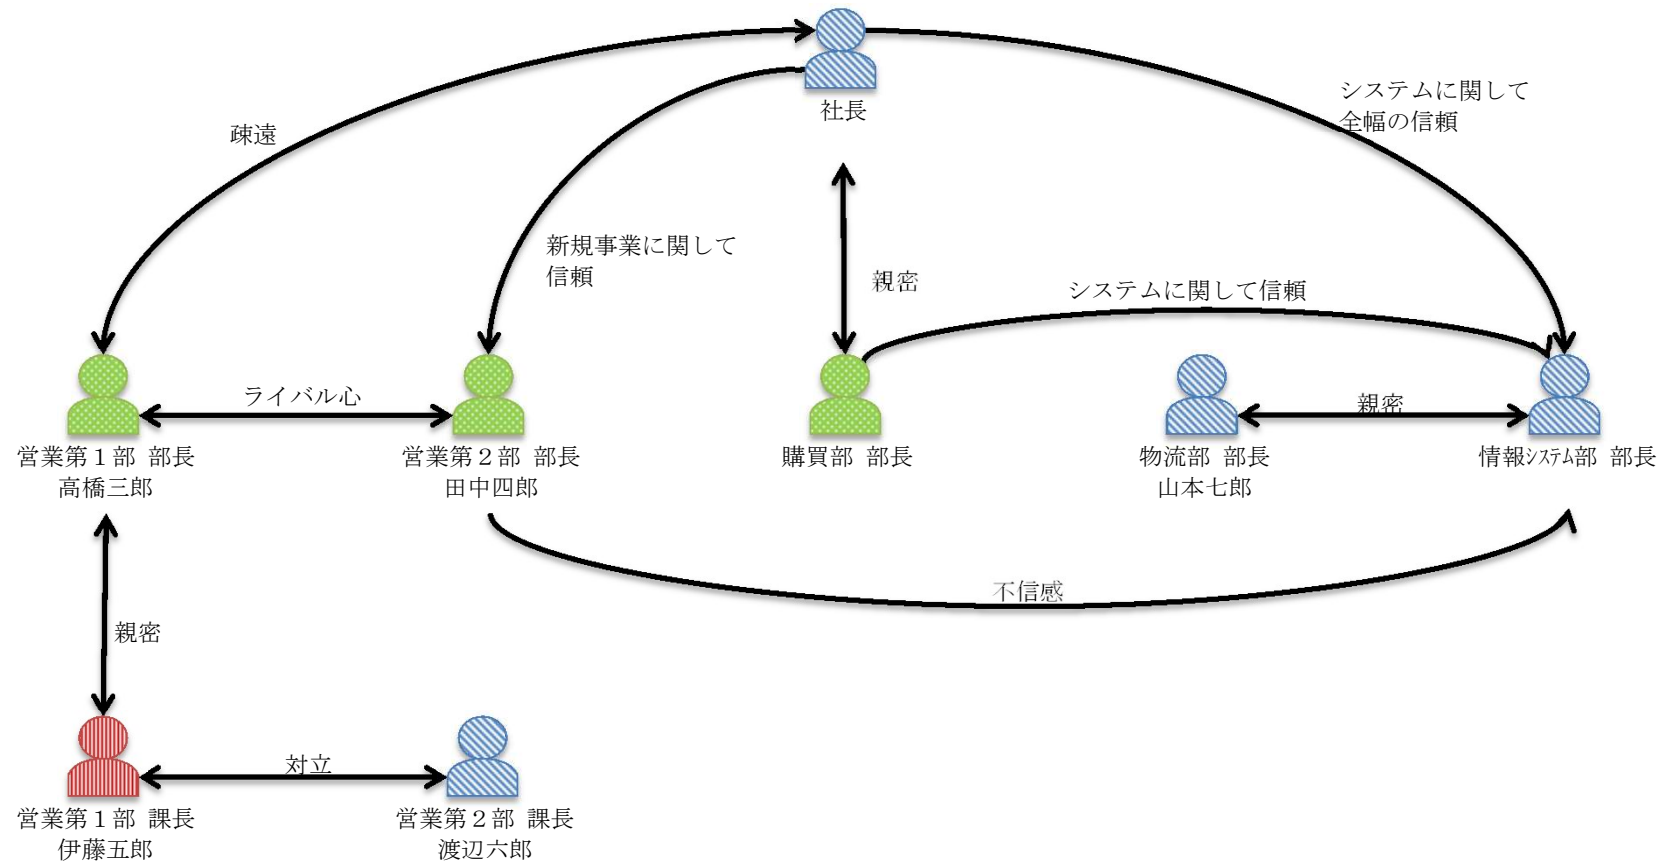 社長
システムに関して
全幅の信頼
疎遠
新規事業に関して
信頼
親密
システムに関して信頼
ライバル心
親密
営業第１部 部長
高橋三郎
営業第２部 部長
田中四郎
購買部 部長
物流部 部長
山本七郎
情報ｼｽﾃﾑ部 部長
不信感
親密
対立
営業第１部 課長
伊藤五郎
営業第２部 課長
渡辺六郎